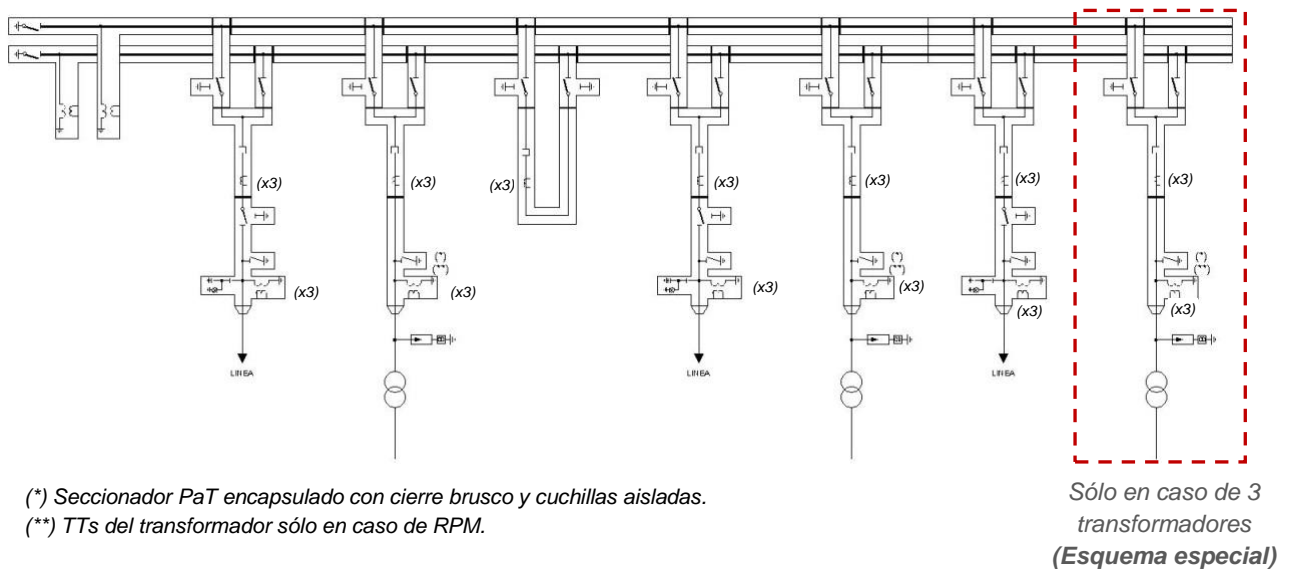 (x3)
(x3)
(x3)
(x3)
(x3)
(x3)
(x3)
(*)
(**)
(*)
(**)
(*)
(**)
(x3)
(x3)
(x3)
(x3)
(x3)
(x3)
LINEA
LINEA
LINEA
(*) Seccionador PaT encapsulado con cierre brusco y cuchillas aisladas.
(**) TTs del transformador sólo en caso de RPM.
Sólo en caso de 3
transformadores
(Esquema especial)